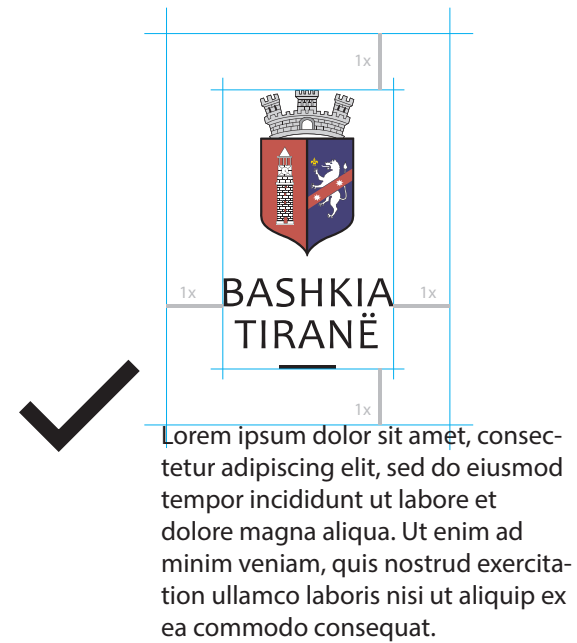 1x
BASHKIA
1x
1x
TIRANË
1x
Lorem ipsum dolor sit amet, consec-
tetur adipiscing elit, sed do eiusmod
tempor incididunt ut labore et
dolore magna aliqua. Ut enim ad
minim veniam, quis nostrud exercita-
tion ullamco laboris nisi ut aliquip ex
ea commodo consequat.